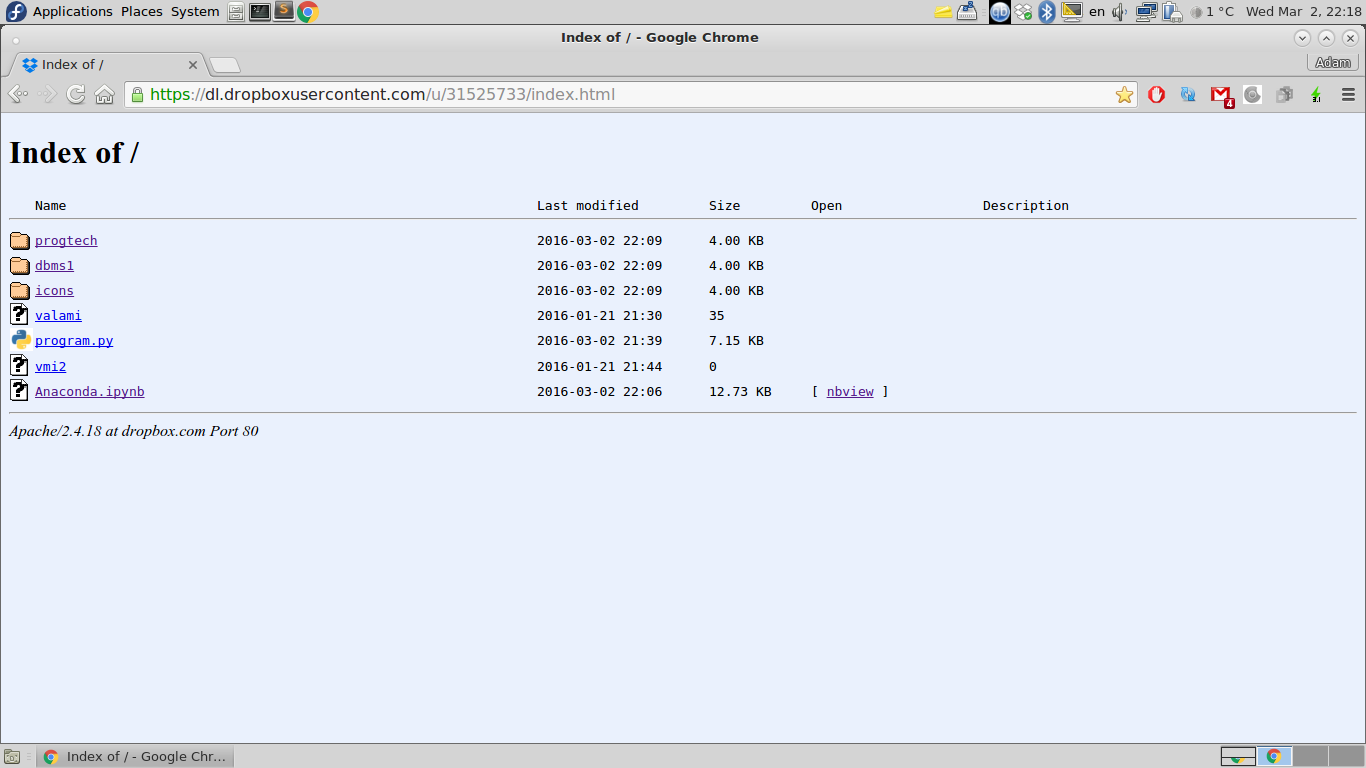 Applications Places System
en
1 °C Wed Mar 2, 22:18
Index of / - Google Chrome
Index of /
Adam
https://dl.dropboxusercontent.com/u/31525733/index.html
4
3.1
Index of /
Name Last modified Size Open Description
progtech 2016-03-02 22:09 4.00 KB
dbms1 2016-03-02 22:09 4.00 KB
icons 2016-03-02 22:09 4.00 KB
? valami 2016-01-21 21:30 35
program.py 2016-03-02 21:39 7.15 KB
? vmi2 2016-01-21 21:44 0
? Anaconda.ipynb 2016-03-02 22:06 12.73 KB [ nbview ]
Apache/2.4.18 at dropbox.com Port 80
Index of / - Google Chr...